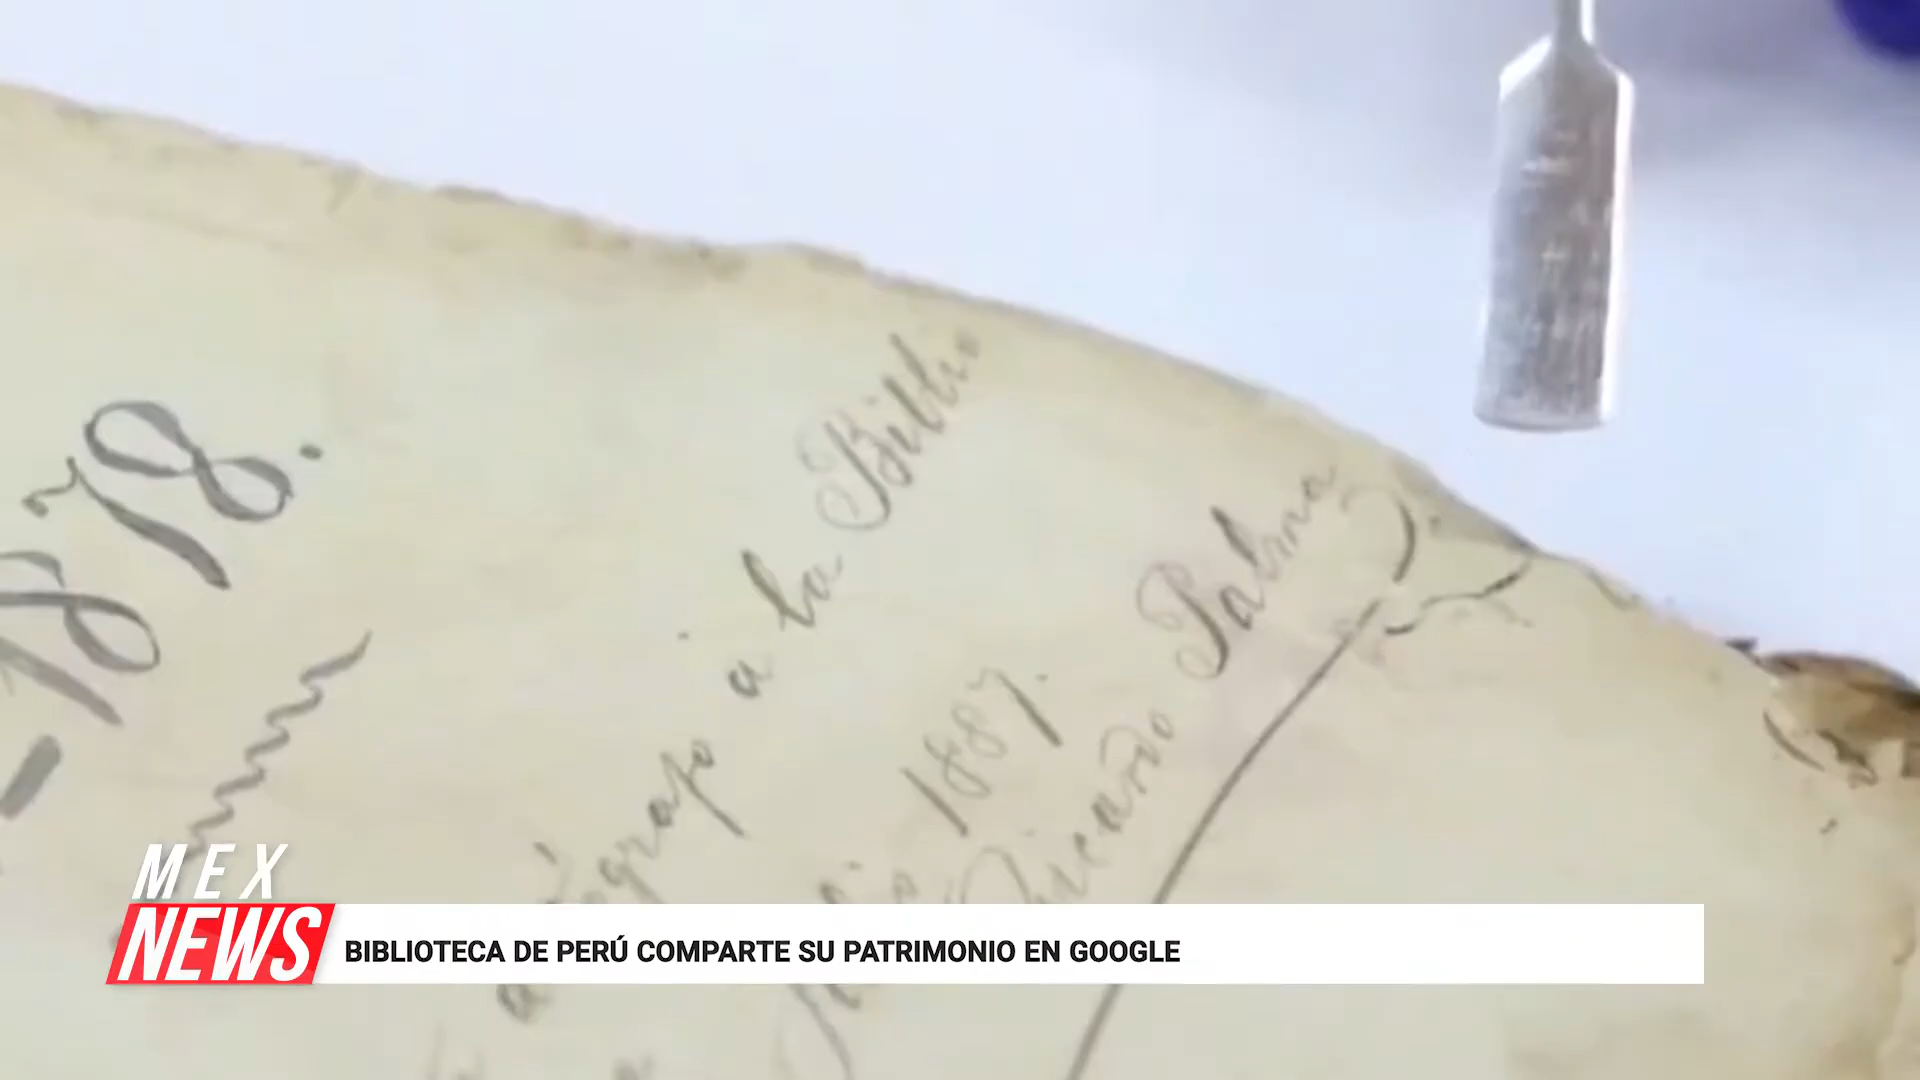 1878.
a la Biblio
1887.
Ricardo Palma
MEX
NEWS
BIBLIOTECA DE PERÚ COMPARTE SU PATRIMONIO EN GOOGLE